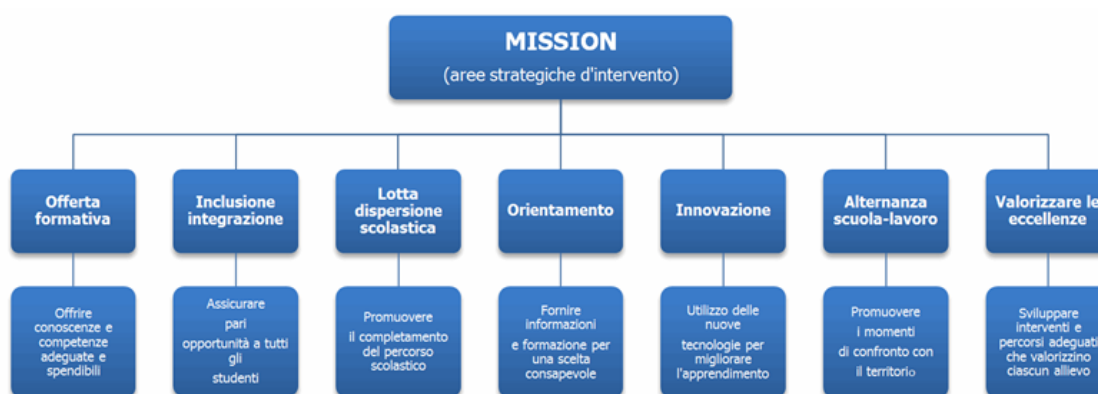 MISSION
(aree strategiche d'intervento)
Offerta
formativa
Inclusione
integrazione
Lotta
dispersione
scolastica
Orientamento
Innovazione
Alternanza
scuola-lavoro
Valorizzare le
eccellenze
Offrire
conoscenze e
competenze
adeguate e
spendibili
Assicurare
pari
opportunità a tutti
gli
studenti
Promuovere
il completamento
del percorso
scolastico
Fornire
informazioni
e formazione per
una scelta
consapevole
Utilizzo delle
nuove
tecnologie per
migliorare
l'apprendimento
Promuovere
i momenti
di confronto con
il territorio
Sviluppare
interventi e
percorsi adeguati
che valorizzino
ciascun allievo